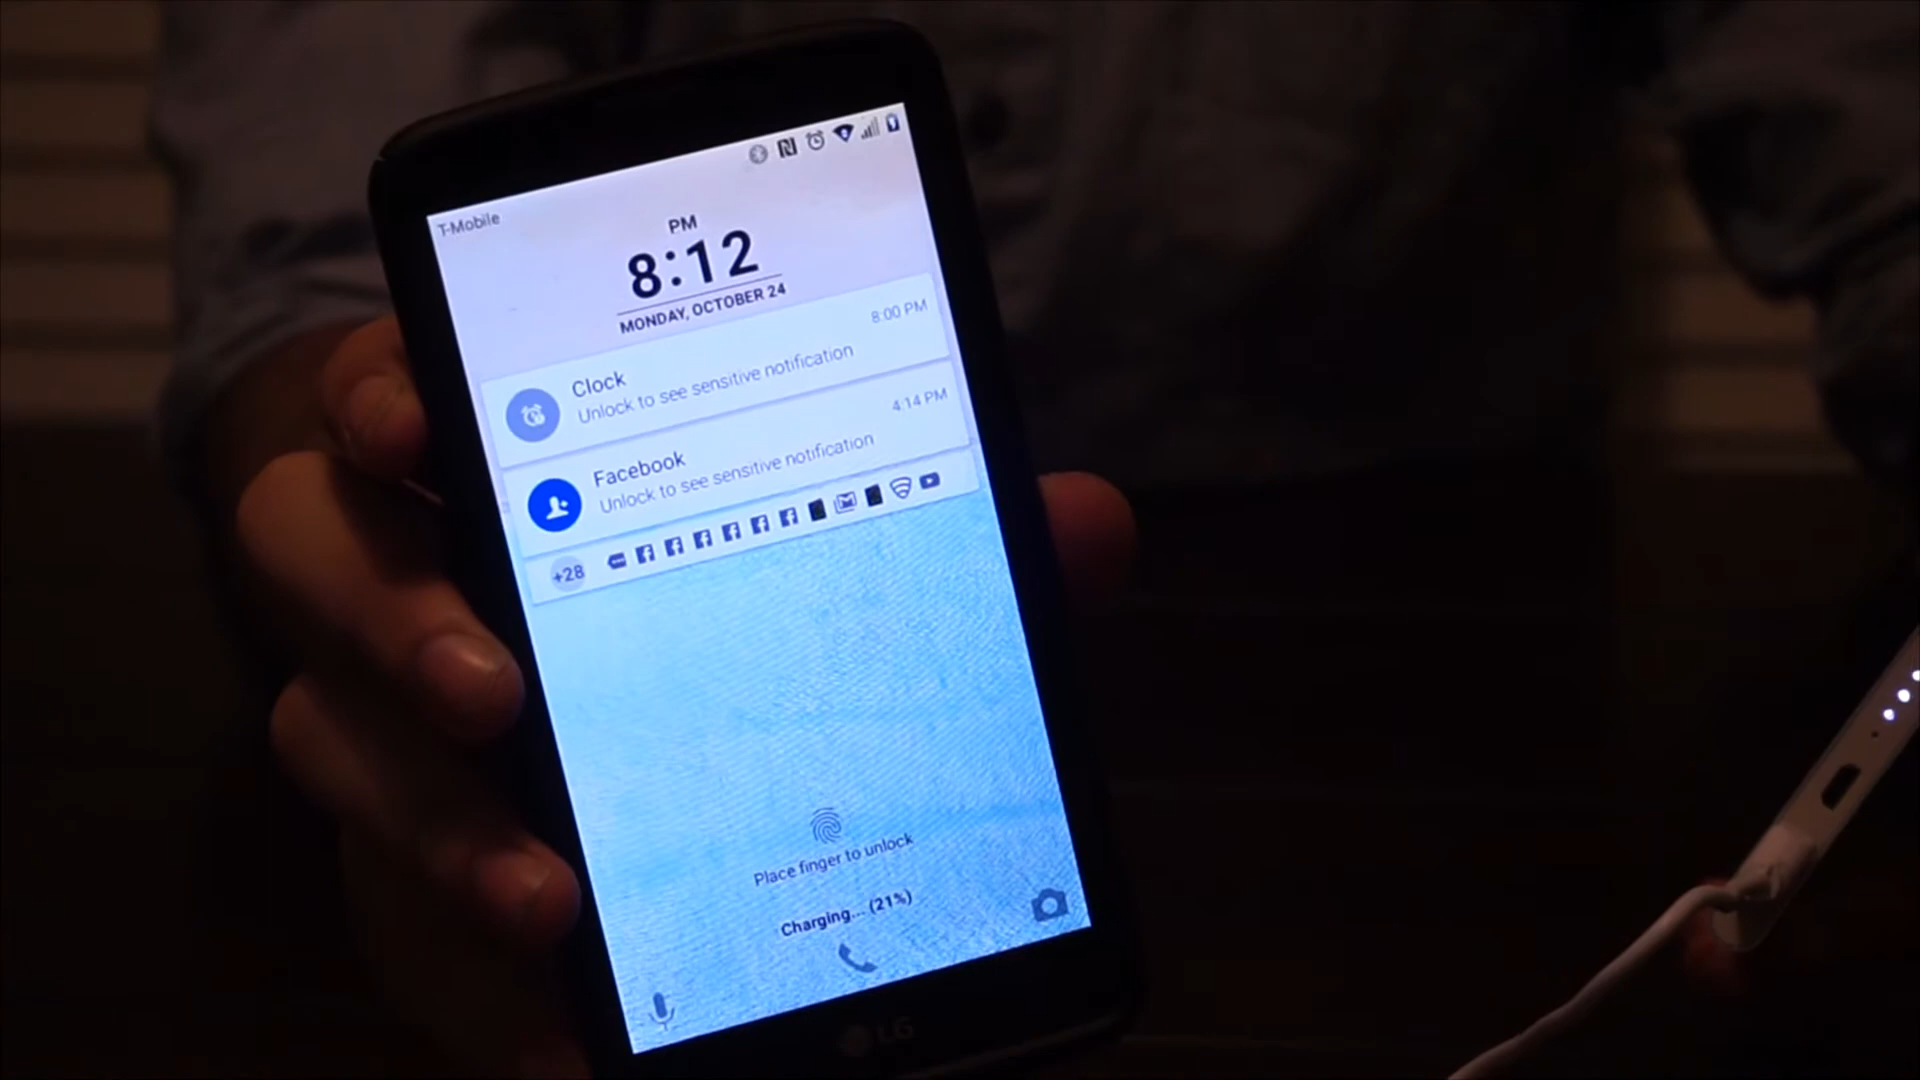 T-Mobile
PM
8:12
MONDAY, OCTOBER 24
Clock
8:00 PM
Unlock to see sensitive notification
Facebook
4:14 PM
Unlock to see sensitive notification
+28
Place finger to unlock
Charging... (21%)
LG